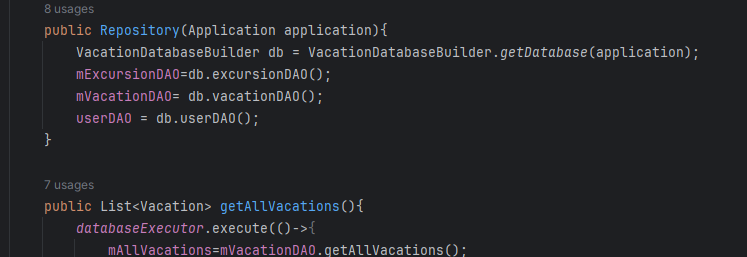 8 usages
public Repository(Application application){
VacationDatabaseBuilder db = VacationDatabaseBuilder.getDatabase(application);
mExcursionDAO=db.excursionDAO();
mVacationDAO= db.vacationDAO();
userDAO = db.userDAO();
}
7 usages
public List<Vacation> getAllVacations(){
databaseExecutor.execute(()->{
mAllVacations=mVacationDAO.getAllVacations();